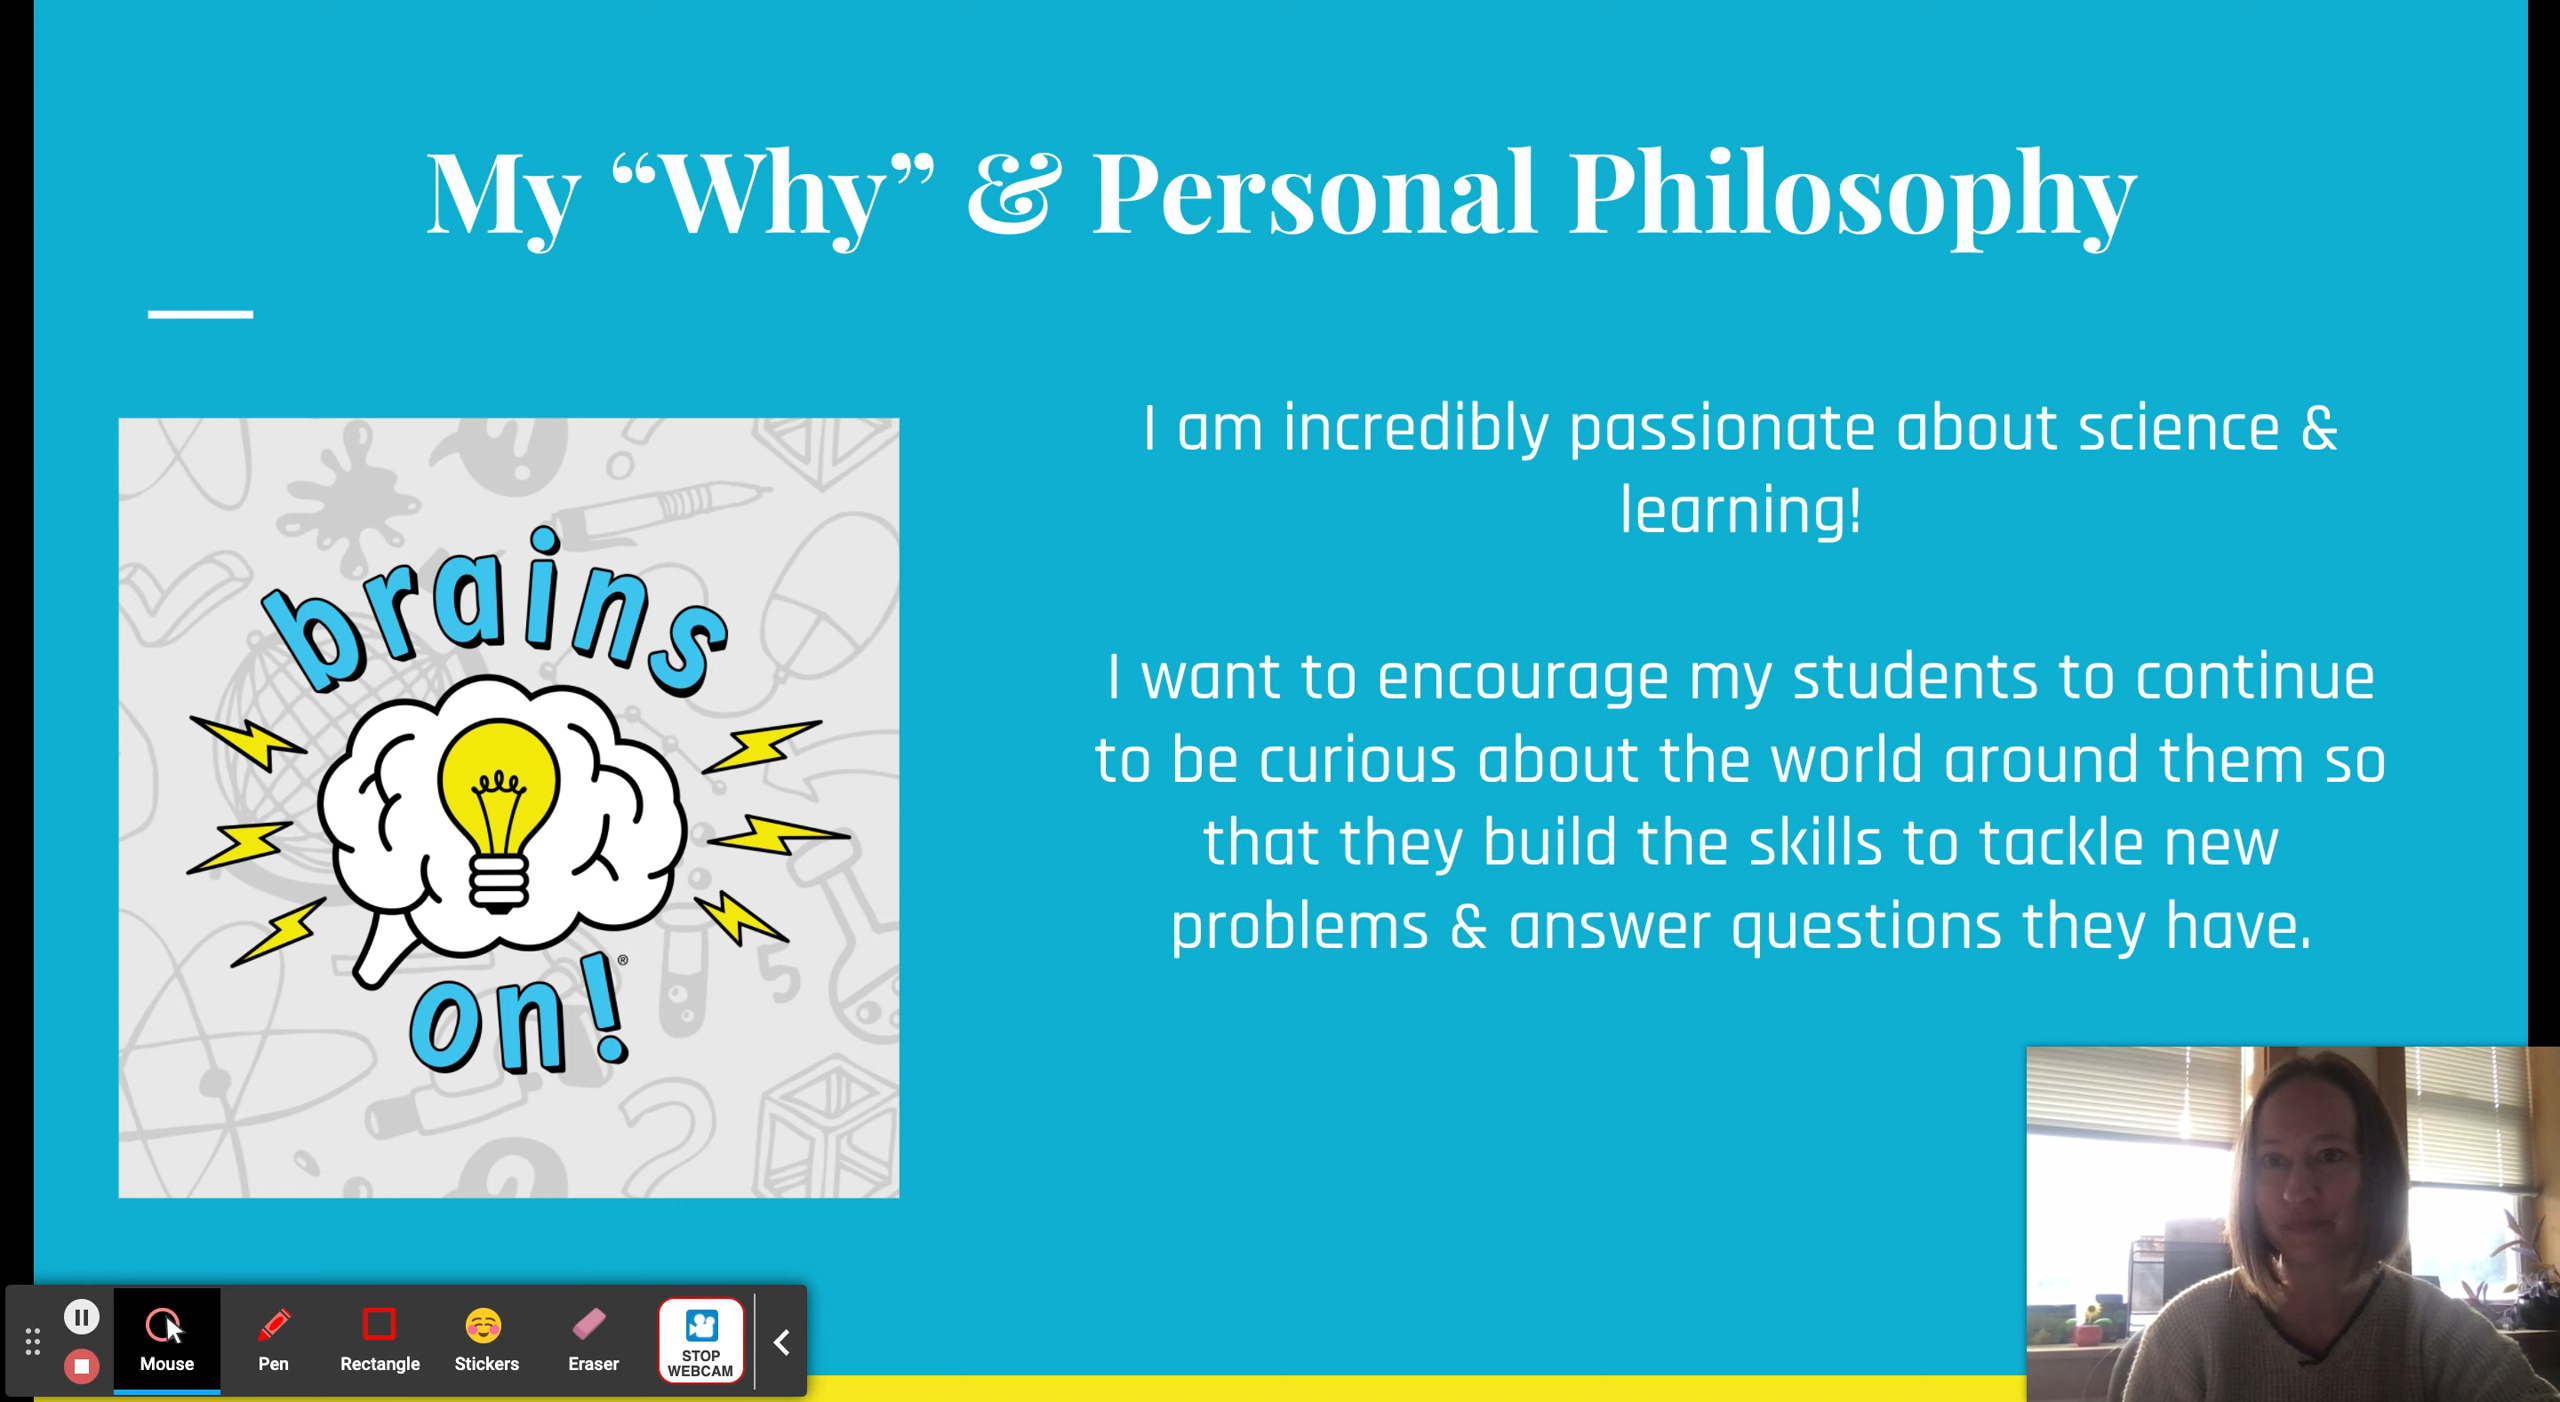 My “Why” & Personal Philosophy
I am incredibly passionate about science &
learning!
I want to encourage my students to continue
to be curious about the world around them so
that they build the skills to tackle new
problems & answer questions they have.
brains
on!®
5
Mouse
Pen
Rectangle
Stickers
Eraser
STOP
WEBCAM